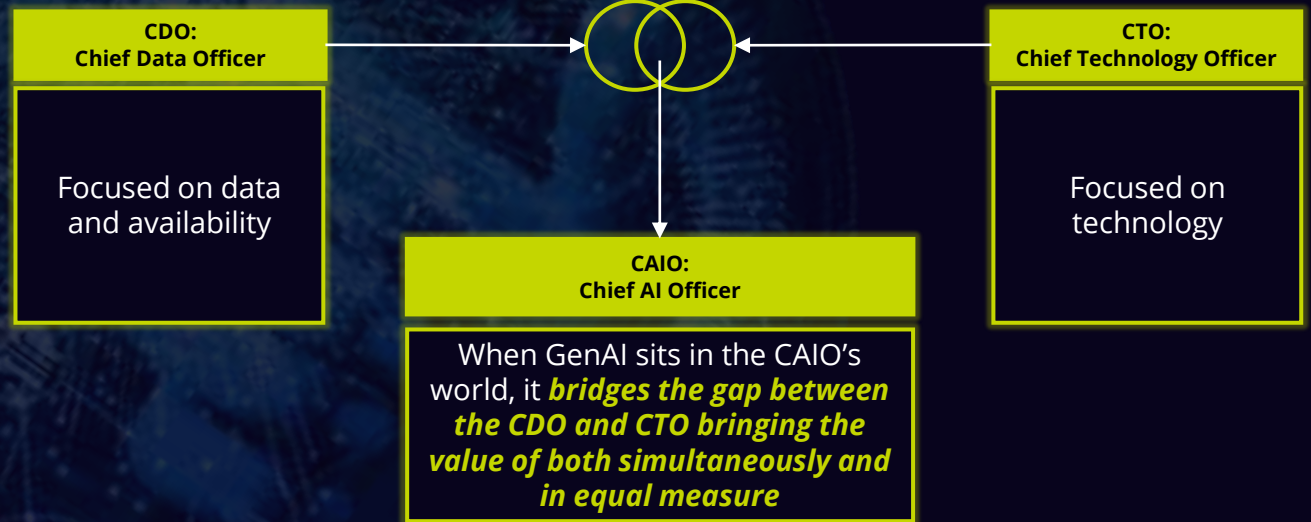 CDO:
Chief Data Officer
Focused on data
and availability
CTO:
Chief Technology Officer
Focused on
technology
CAIO:
Chief AI Officer
When GenAI sits in the CAIO’s
world, it bridges the gap between
the CDO and CTO bringing the
value of both simultaneously and
in equal measure